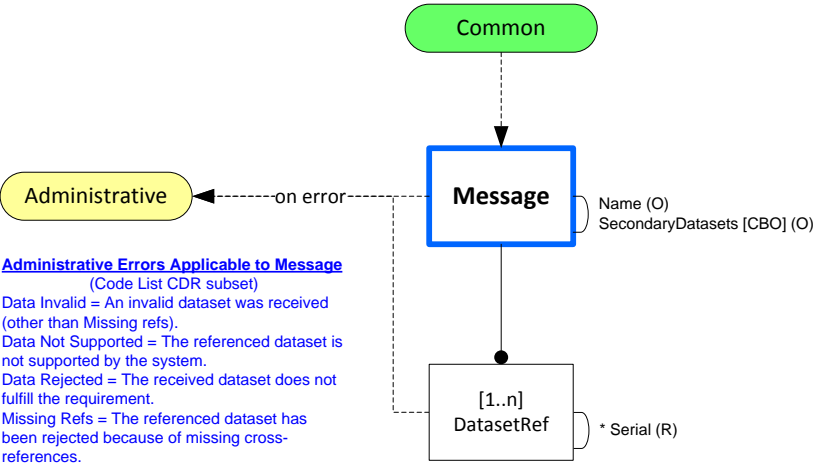 Common
Administrative
on error
Message
Name (O)
SecondaryDatasets [CBO] (O)
Administrative Errors Applicable to Message
(Code List CDR subset)
Data Invalid = An invalid dataset was received
(other than Missing refs).
Data Not Supported = The referenced dataset is
not supported by the system.
Data Rejected = The received dataset does not
fulfill the requirement.
Missing Refs = The referenced dataset has
been rejected because of missing cross-
references.
[1..n]
DatasetRef
* Serial (R)